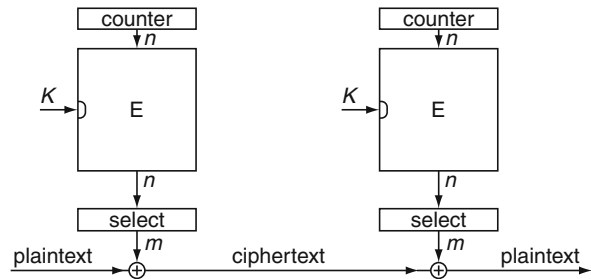 counter counter
n n
K E K E
n n
select select
m m
plaintext ciphertext plaintext